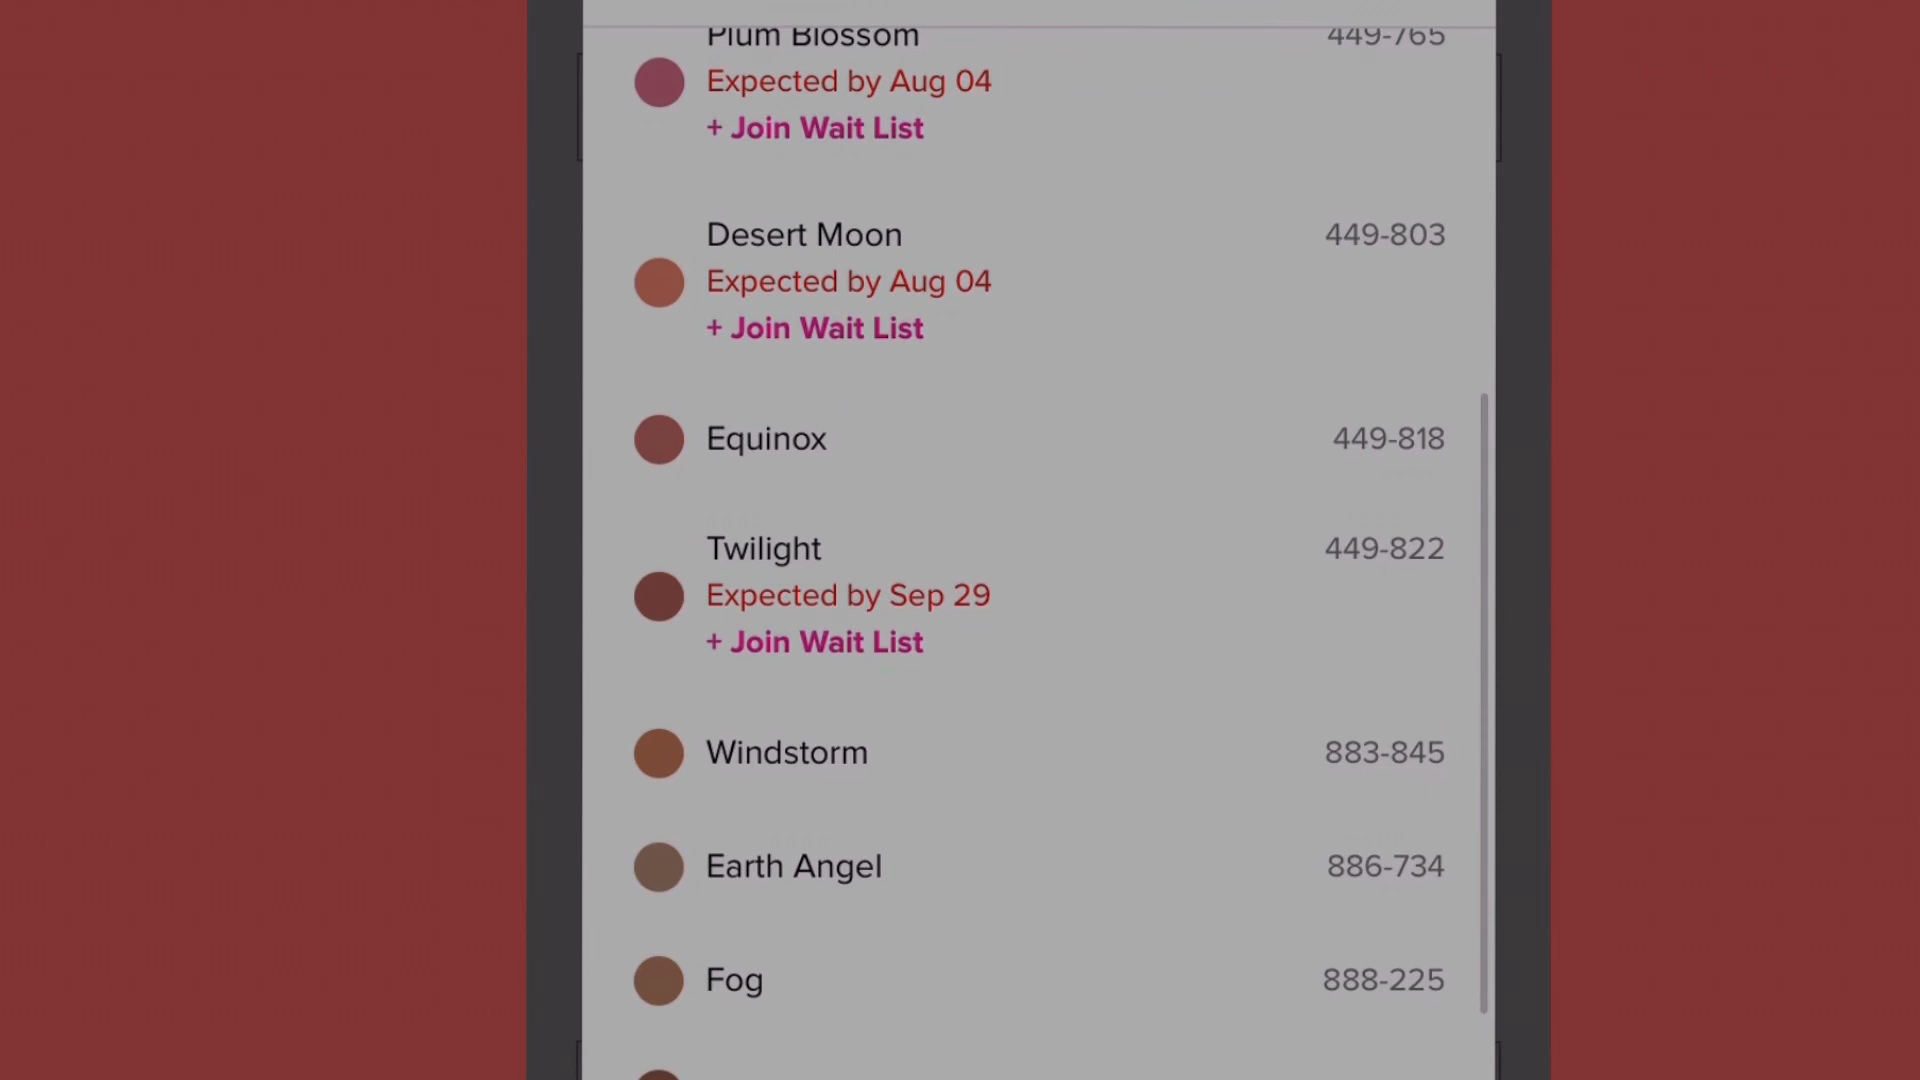 Plum Blossom 449-765
Expected by Aug 04
+ Join Wait List
Desert Moon 449-803
Expected by Aug 04
+ Join Wait List
Equinox 449-818
Twilight 449-822
Expected by Sep 29
+ Join Wait List
Windstorm 883-845
Earth Angel 886-734
Fog 888-225